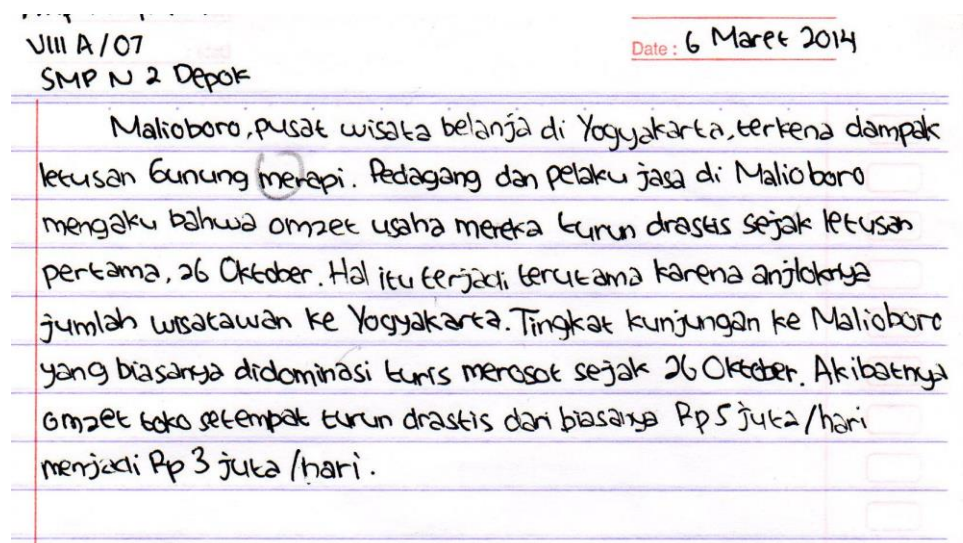 VIII A / 07
Date : 6 Maret 2014
SMP N 2 Depok
Malioboro, pusat wisata belanja di Yogyakarta, terkena dampak
letusan Gunung merapi. Pedagang dan pelaku jasa di Malioboro
mengaku bahwa omzet usaha mereka turun drastis sejak letusan
pertama, 26 Oktober. Hal itu terjadi terutama karena anjloknya
jumlah wisatawan ke Yogyakarta. Tingkat kunjungan ke Malioboro
yang biasanya didominasi turis merosot sejak 26 Oktober. Akibatnya
omzet toko setempat turun drastis dari biasanya Rp 5 juta / hari
menjadi Rp 3 juta / hari.